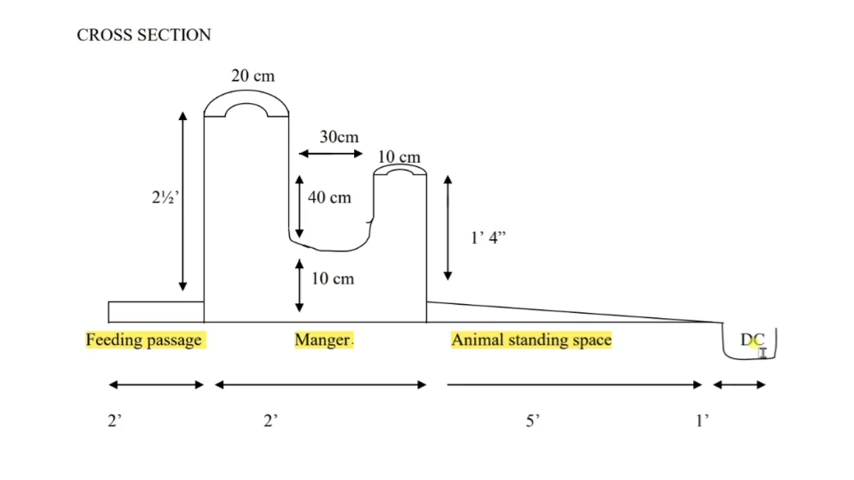 CROSS SECTION
20 cm
30cm
10 cm
2½’
40 cm
1’ 4”
10 cm
Feeding passage
Manger.
Animal standing space
DC
2’
2’
5’
1’